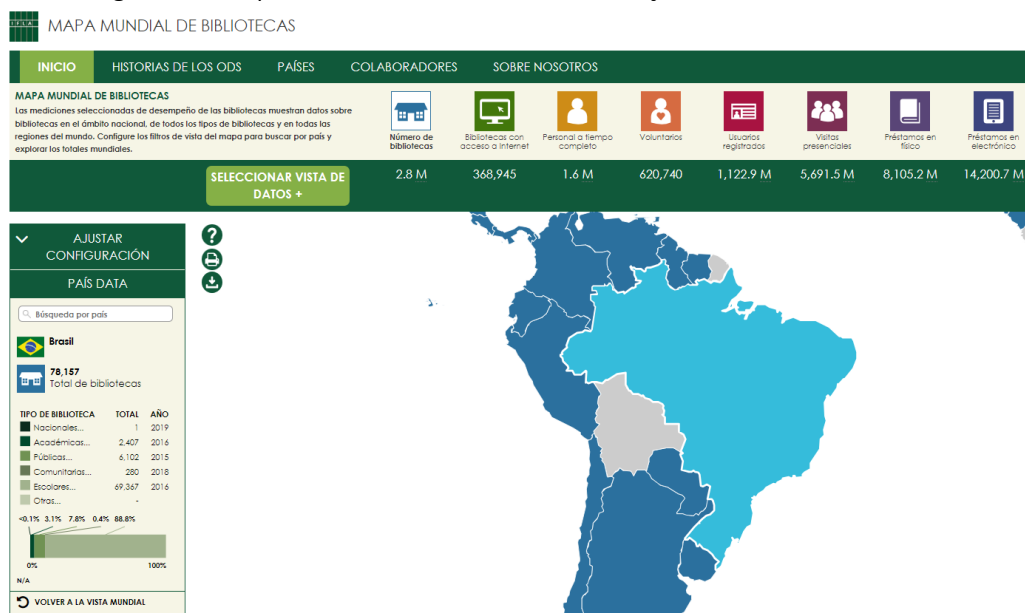 IFLA
MAPA MUNDIAL DE BIBLIOTECAS
INICIO HISTORIAS DE LOS ODS PAÍSES COLABORADORES SOBRE NOSOTROS
MAPA MUNDIAL DE BIBLIOTECAS
Las mediciones seleccionadas de desempeño de las bibliotecas muestran datos sobre
bibliotecas en el ámbito nacional, de todos los tipos de bibliotecas y en todas las
regiones del mundo. Configure los filtros de vista del mapa para buscar por país y
explorar los totales mundiales.
Número de bibliotecas
Bibliotecas con acceso a Internet
Personal a tiempo completo
Voluntarios
Usuarios registrados
Visitas presenciales
Préstamos en físico
Préstamos en electrónico
SELECCIONAR VISTA DE
DATOS +
2.8 M 368,945 1.6 M 620,740 1,122.9 M 5,691.5 M 8,105.2 M 14,200.7 M
AJUSTAR
CONFIGURACIÓN
?
PAÍS DATA
Búsqueda por país
Brasil
78,157
Total de bibliotecas
TIPO DE BIBLIOTECA TOTAL AÑO
Nacionales... 1 2019
Académicas... 2,407 2016
Públicas... 6,102 2015
Comunitarias... 280 2018
Escolares... 69,367 2016
Otras... -
<0.1% 3.1% 7.8% 0.4% 88.8%
0% 100%
N/A
VOLVER A LA VISTA MUNDIAL